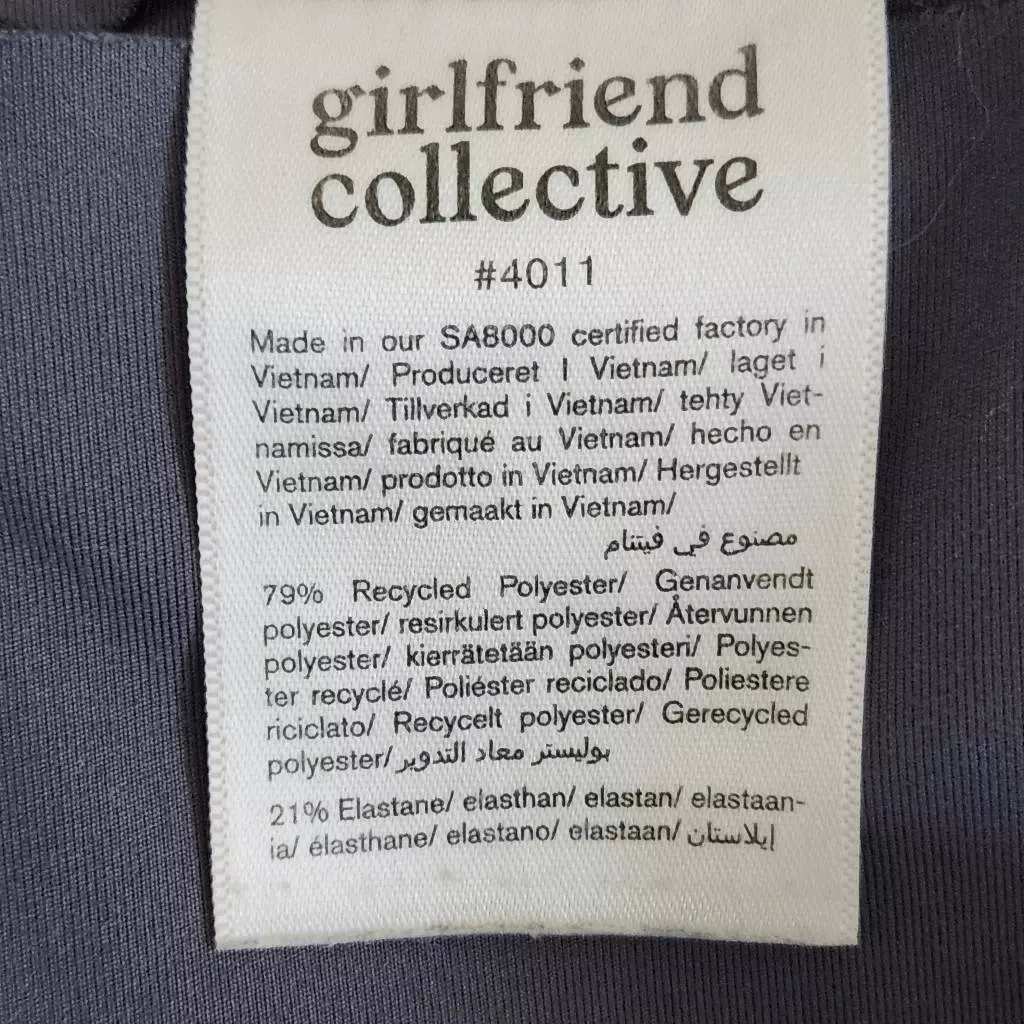 girlfriend
collective
#4011
Made in our SA8000 certified factory in
Vietnam/ Produceret I Vietnam/ laget i
Vietnam/ Tillverkad i Vietnam/ tehty Viet-
namissa/ fabriqué au Vietnam/ hecho en
Vietnam/ prodotto in Vietnam/ Hergestellt
in Vietnam/ gemaakt in Vietnam/
مصنوع في فيتنام
79% Recycled Polyester/ Genanvendt
polyester/ resirkulert polyester/ Återvunnen
polyester/ kierrätetään polyesteri/ Polyes-
ter recyclé/ Poliéster reciclado/ Poliestere
riciclato/ Recycelt polyester/ Gerecycled
polyester/ بوليستر معاد التدوير
21% Elastane/ elasthan/ elastan/ elastaan-
ia/ élasthane/ elastano/ elastaan/ إيلاستان